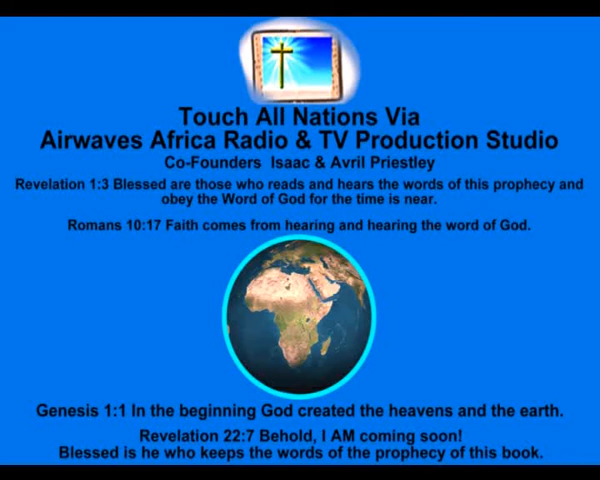 Touch All Nations Via
Airwaves Africa Radio & TV Production Studio
Co-Founders Isaac & Avril Priestley
Revelation 1:3 Blessed are those who reads and hears the words of this prophecy and
obey the Word of God for the time is near.
Romans 10:17 Faith comes from hearing and hearing the word of God.
Genesis 1:1 In the beginning God created the heavens and the earth.
Revelation 22:7 Behold, I AM coming soon!
Blessed is he who keeps the words of the prophecy of this book.